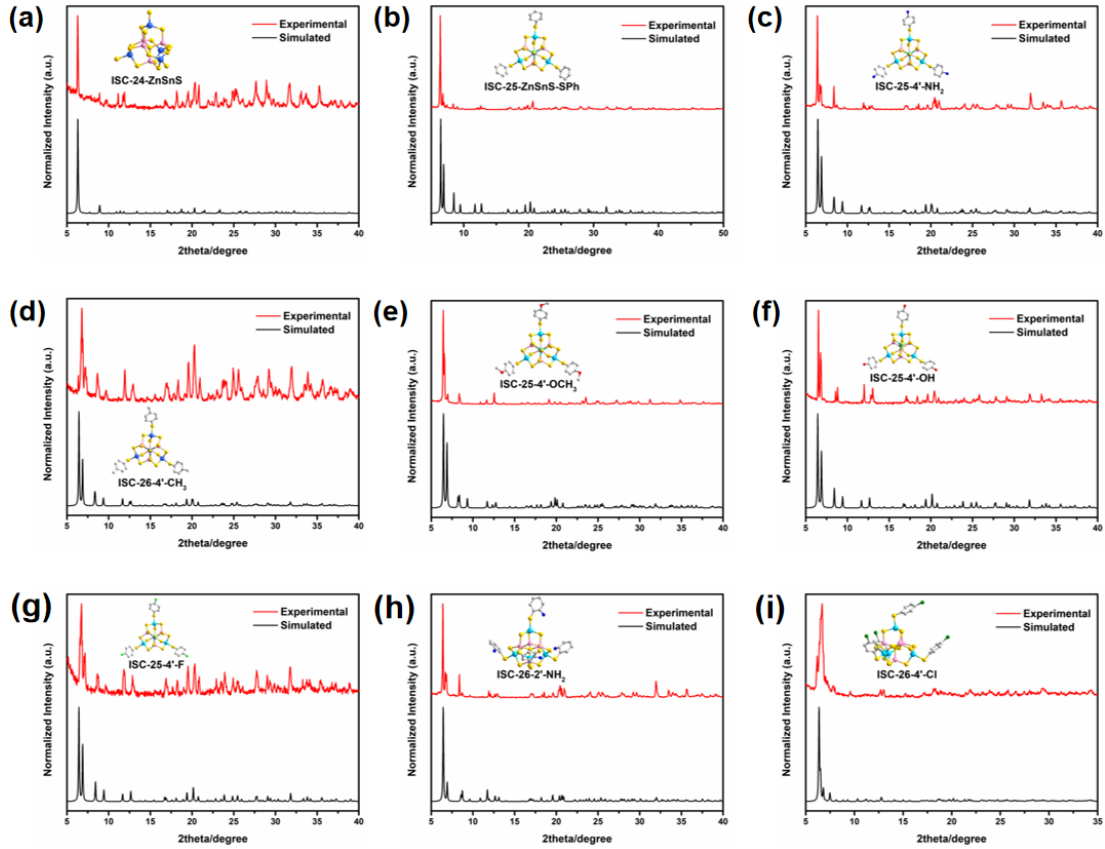 (a)
Normalized Intensity (a.u.)
Experimental
Simulated
ISC-24-ZnSnS
5 10 15 20 25 30 35 40
2theta/degree
(b)
Normalized Intensity (a.u.)
Experimental
Simulated
ISC-25-ZnSnS-SPh
10 20 30 40 50
2theta/degree
(c)
Normalized Intensity (a.u.)
Experimental
Simulated
ISC-25-4'-NH2
5 10 15 20 25 30 35 40
2theta/degree
(d)
Normalized Intensity (a.u.)
Experimental
Simulated
ISC-26-4'-CH3
5 10 15 20 25 30 35 40
2theta/degree
(e)
Normalized Intensity (a.u.)
Experimental
Simulated
ISC-25-4'-OCH3
5 10 15 20 25 30 35 40
2theta/degree
(f)
Normalized Intensity (a.u.)
Experimental
Simulated
ISC-25-4'-OH
5 10 15 20 25 30 35 40
2theta/degree
(g)
Normalized Intensity (a.u.)
Experimental
Simulated
ISC-25-4'-F
5 10 15 20 25 30 35 40
2theta/degree
(h)
Normalized Intensity (a.u.)
Experimental
Simulated
ISC-26-2'-NH2
5 10 15 20 25 30 35 40
2theta/degree
(i)
Normalized Intensity (a.u.)
Experimental
Simulated
ISC-26-4'-Cl
5 10 15 20 25 30 35
2theta/degree